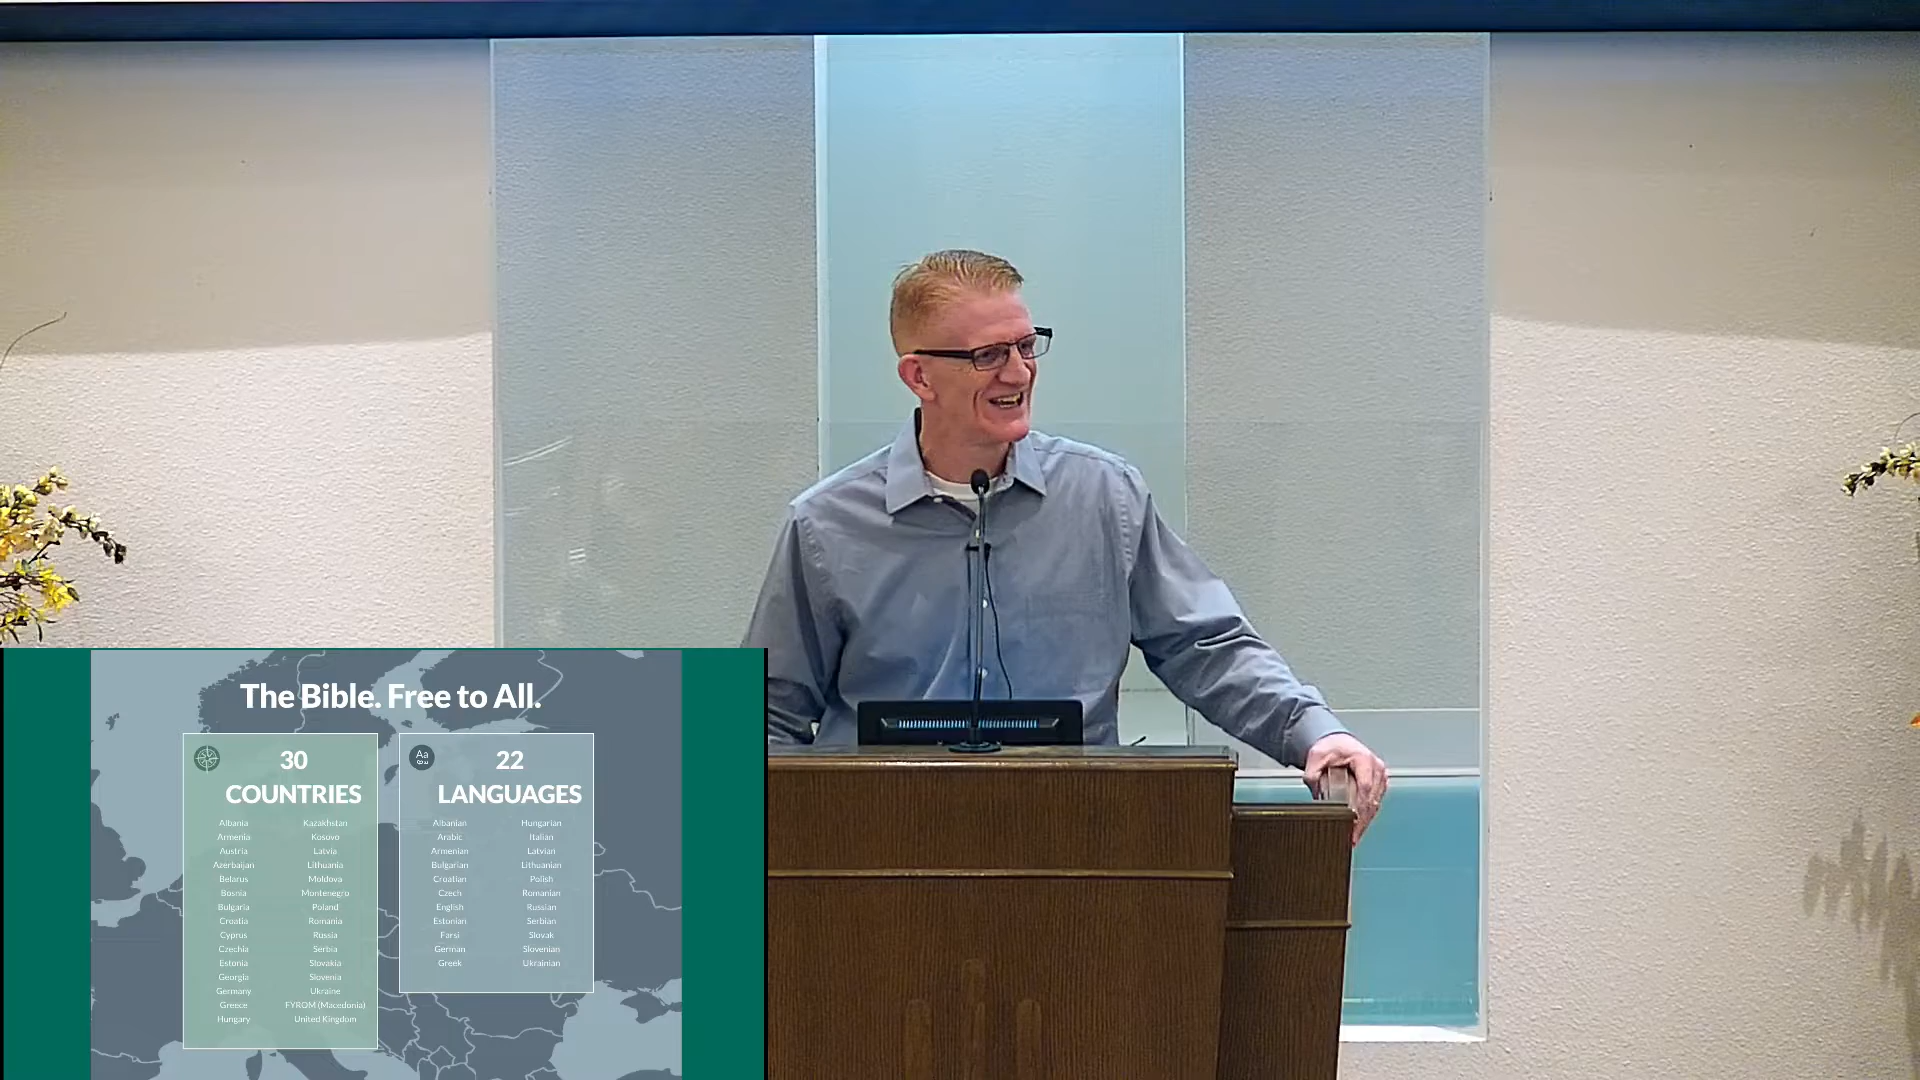 The Bible. Free to All.
30
COUNTRIES
Albania Kazakhstan
Armenia Kosovo
Austria Latvia
Azerbaijan Lithuania
Belarus Moldova
Bosnia Montenegro
Bulgaria Poland
Croatia Romania
Cyprus Russia
Czechia Serbia
Estonia Slovakia
Georgia Slovenia
Germany Ukraine
Greece FYROM (Macedonia)
Hungary United Kingdom
Aa
22
LANGUAGES
Albanian Hungarian
Arabic Italian
Armenian Latvian
Bulgarian Lithuanian
Croatian Polish
Czech Romanian
English Russian
Estonian Serbian
Farsi Slovak
German Slovenian
Greek Ukrainian